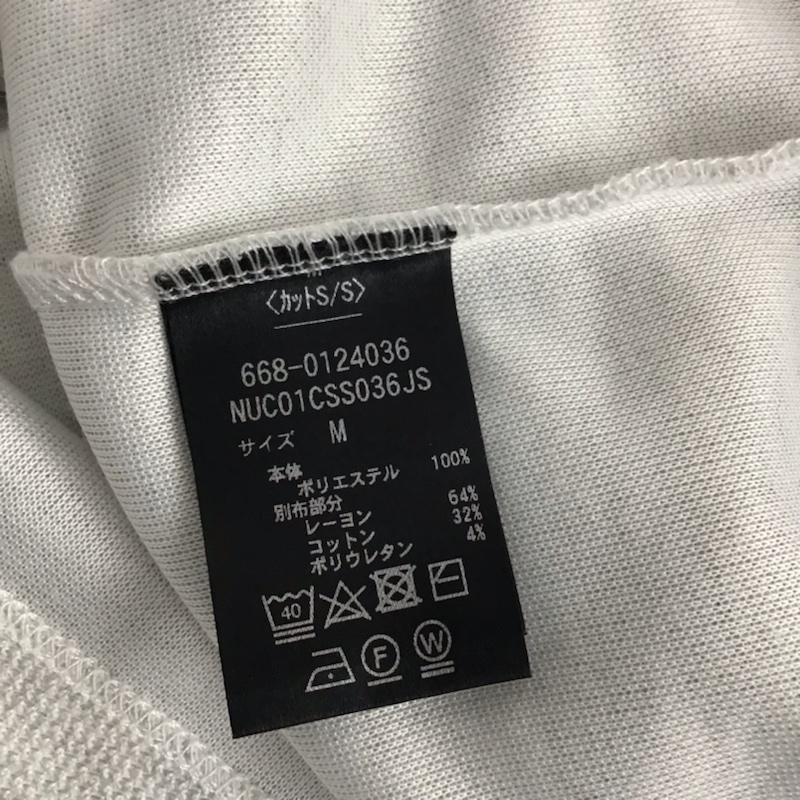 〈カットS/S〉
668-0124036
NUC01CSS036JS
サイズ M
本体
ポリエステル 100%
別布部分
レーヨン 64%
コットン 32%
ポリウレタン 4%
40
F W